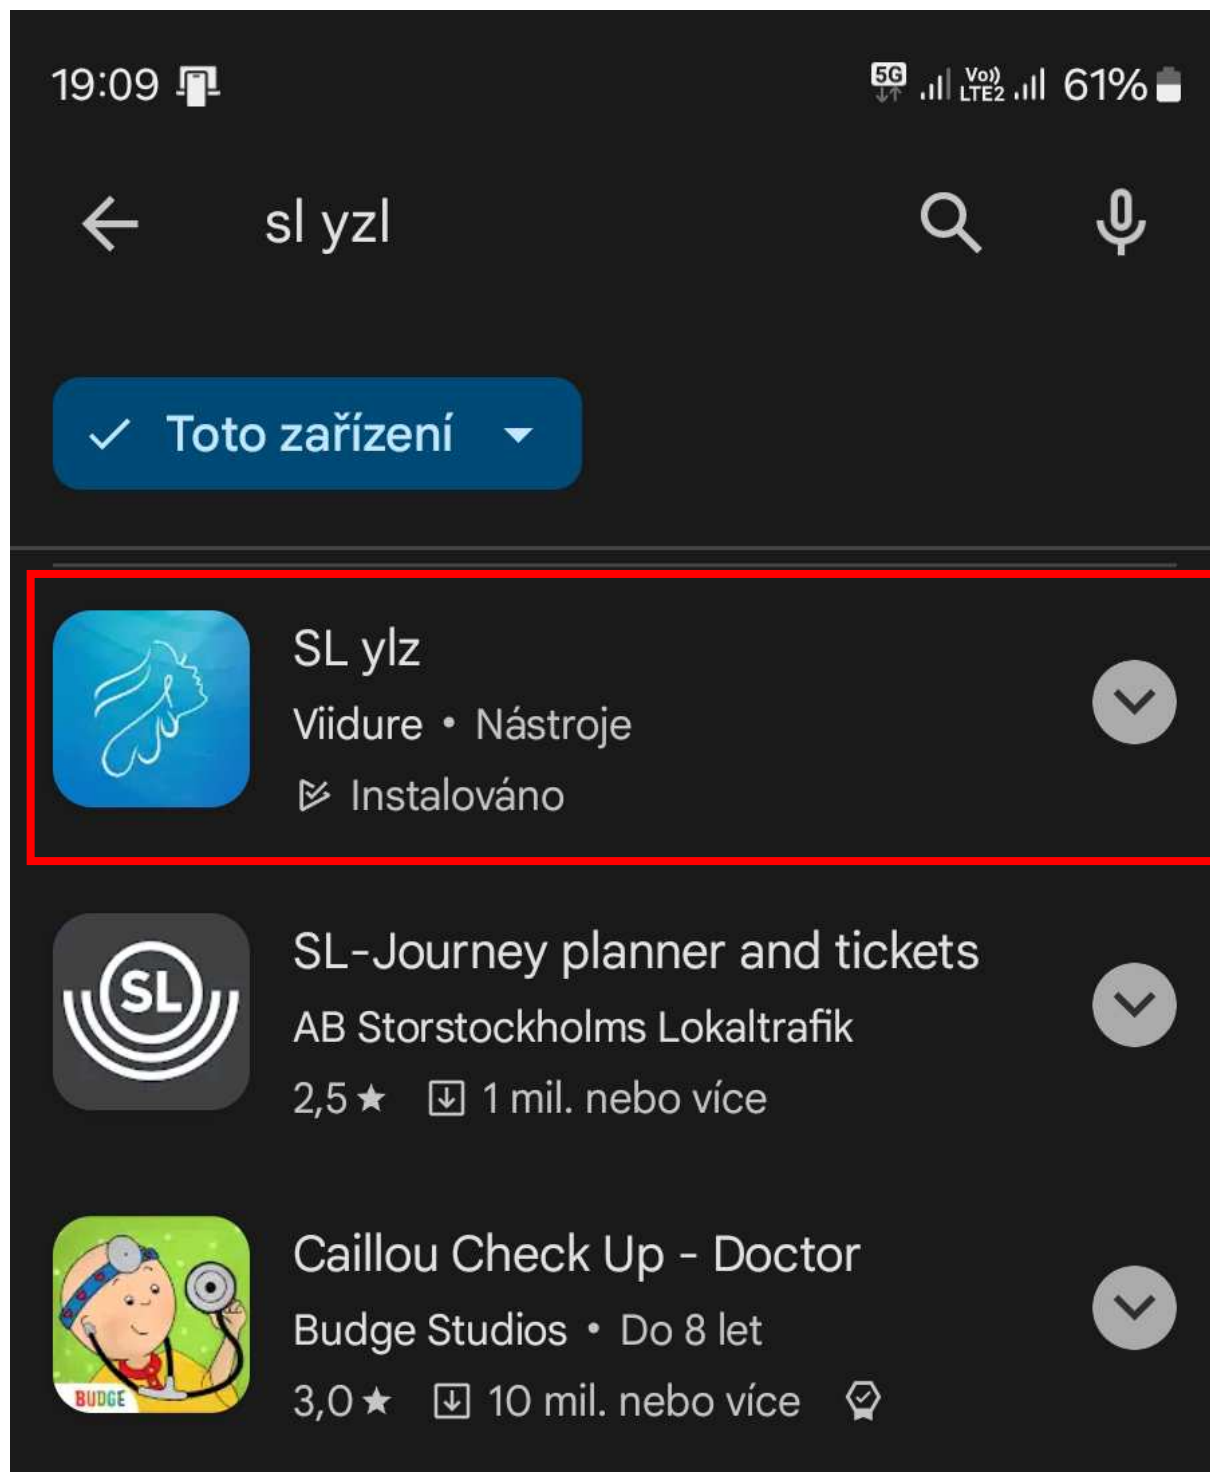 19:09 5G Vo)) LTE2 61%
sl yzl
Toto zařízení
SL ylz
Viidure • Nástroje
Instalováno
SL
SL-Journey planner and tickets
AB Storstockholms Lokaltrafik
2,5 ★ 1 mil. nebo více
Caillou Check Up - Doctor
Budge Studios • Do 8 let
BUDGE
3,0 ★ 10 mil. nebo více